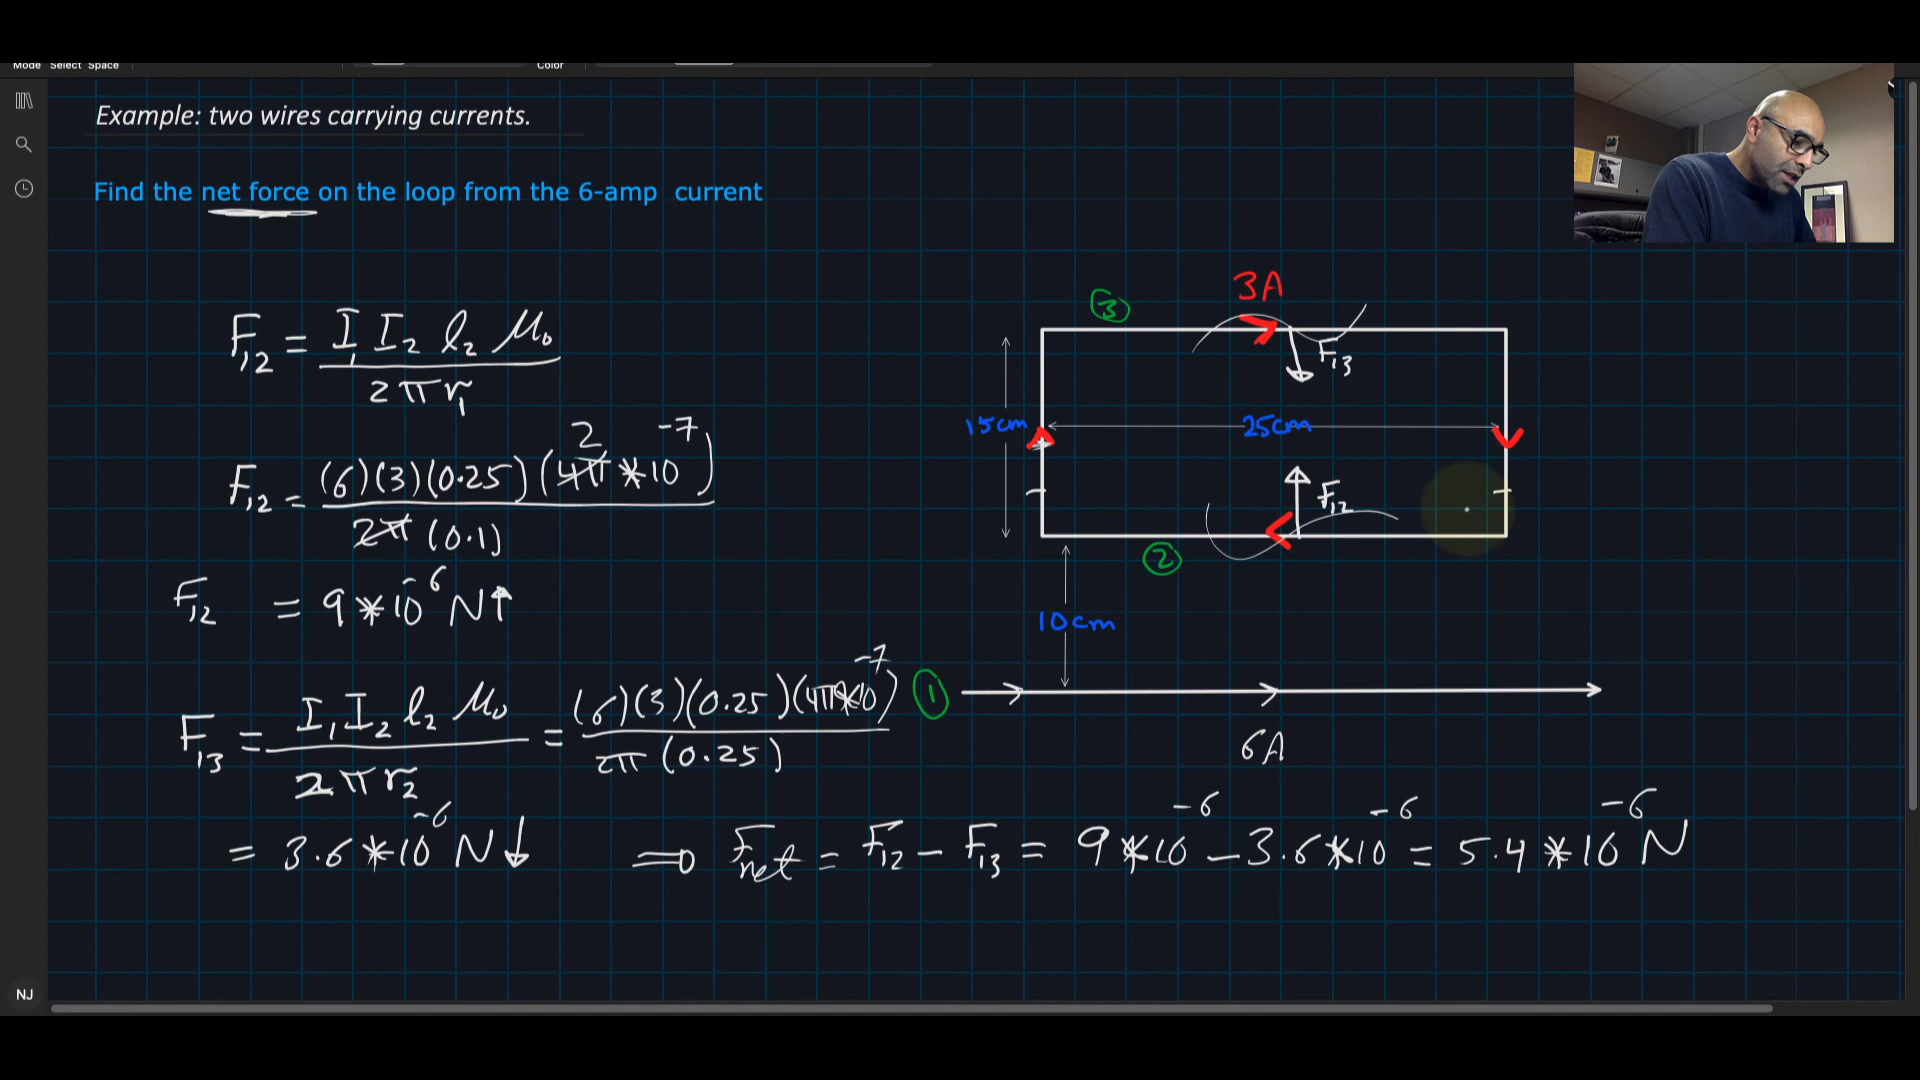 Mode Select Space Color
Example: two wires carrying currents.
Find the net force on the loop from the 6-amp current
F₁₂ = I₁ I₂ l₂ μ₀ / 2πr₁
F₁₂ = (6)(3)(0.25)(4π*10⁻⁷) / 2π(0.1)
2
F₁₂ = 9*10⁻⁶ N↑
F₁₃ = I₁ I₂ l₂ μ₀ / 2πr₂ = (6)(3)(0.25)(4π*10⁻⁷) / 2π(0.25)
= 3.6*10⁻⁶ N↓ ⇒ Fnet = F₁₂ − F₁₃ = 9*10⁻⁶ − 3.6*10⁻⁶ = 5.4*10⁻⁶ N
3A
③
F₁₃
15cm
25cm
F₁₂
②
10cm
①
6A
NJ